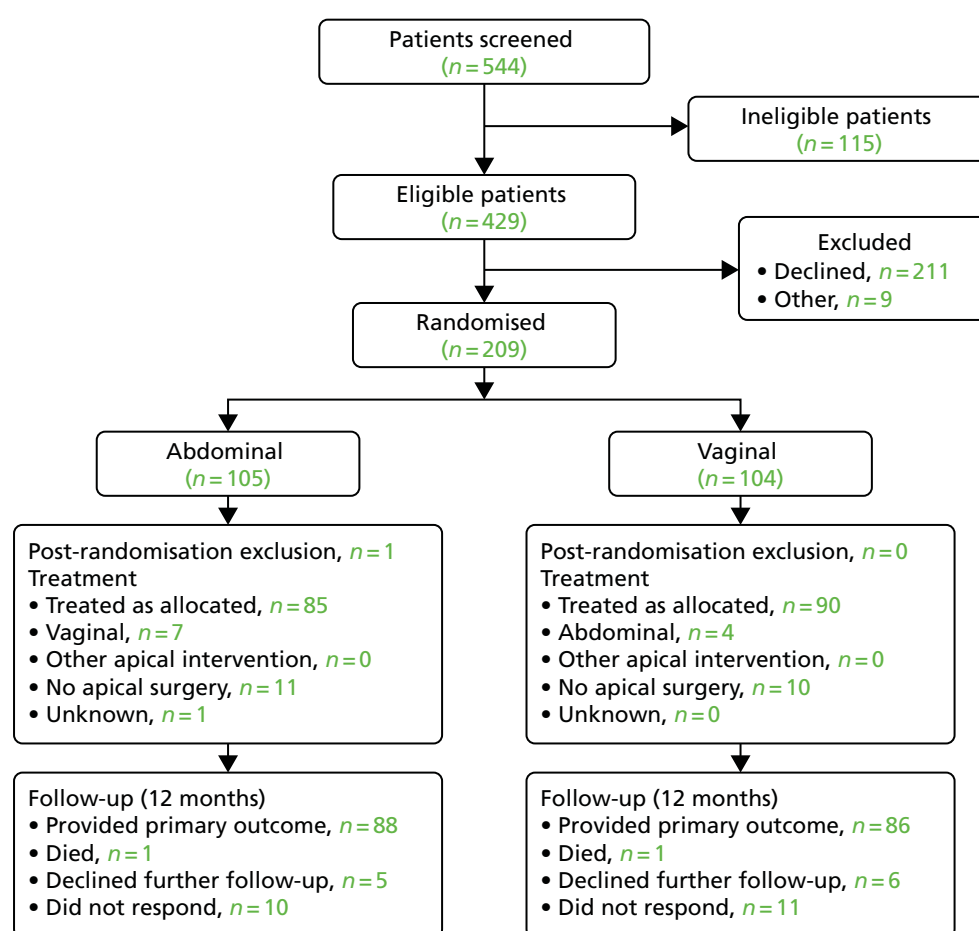 Patients screened
(n = 544)
Ineligible patients
(n = 115)
Eligible patients
(n = 429)
Excluded
• Declined, n = 211
• Other, n = 9
Randomised
(n = 209)
Abdominal
(n = 105)
Vaginal
(n = 104)
Post-randomisation exclusion, n = 1
Treatment
• Treated as allocated, n = 85
• Vaginal, n = 7
• Other apical intervention, n = 0
• No apical surgery, n = 11
• Unknown, n = 1
Post-randomisation exclusion, n = 0
Treatment
• Treated as allocated, n = 90
• Abdominal, n = 4
• Other apical intervention, n = 0
• No apical surgery, n = 10
• Unknown, n = 0
Follow-up (12 months)
• Provided primary outcome, n = 88
• Died, n = 1
• Declined further follow-up, n = 5
• Did not respond, n = 10
Follow-up (12 months)
• Provided primary outcome, n = 86
• Died, n = 1
• Declined further follow-up, n = 6
• Did not respond, n = 11